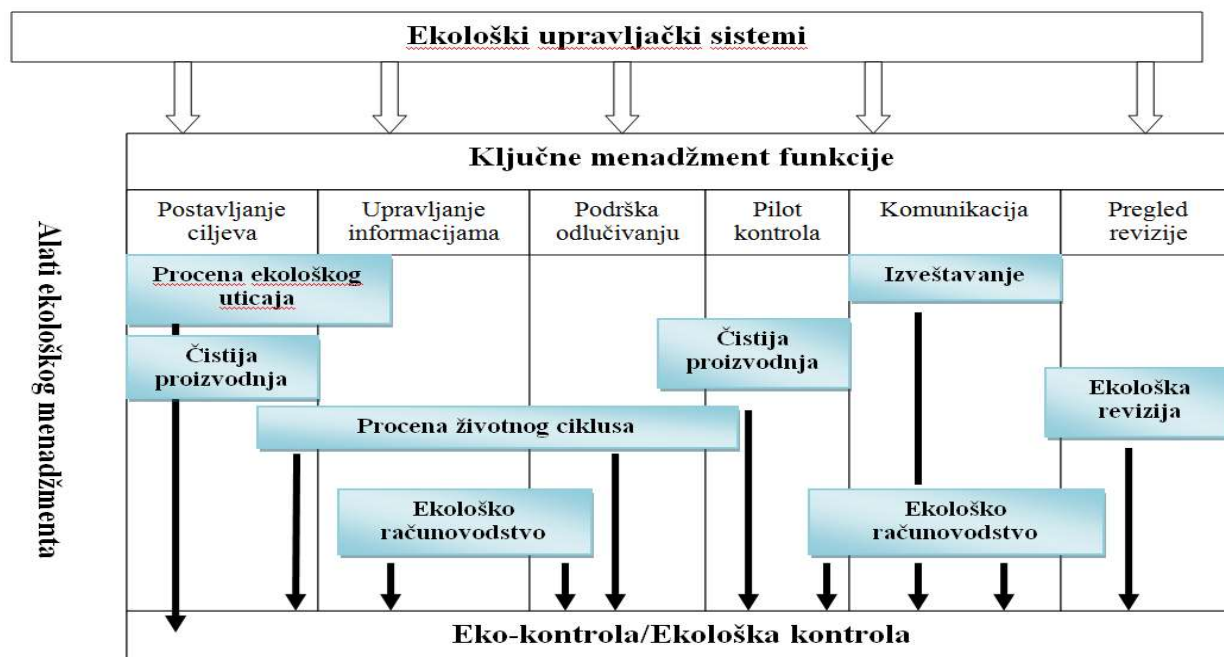 Ekološki upravljački sistemi
Ključne menadžment funkcije
Postavljanje
ciljeva
Upravljanje
informacijama
Podrška
odlučivanju
Pilot
kontrola
Komunikacija
Pregled
revizije
Alati ekološkog menadžmenta
Procena ekološkog
uticaja
Izveštavanje
Čistija
proizvodnja
Čistija
proizvodnja
Ekološka
revizija
Procena životnog ciklusa
Ekološko
računovodstvo
Ekološko
računovodstvo
Eko-kontrola/Ekološka kontrola